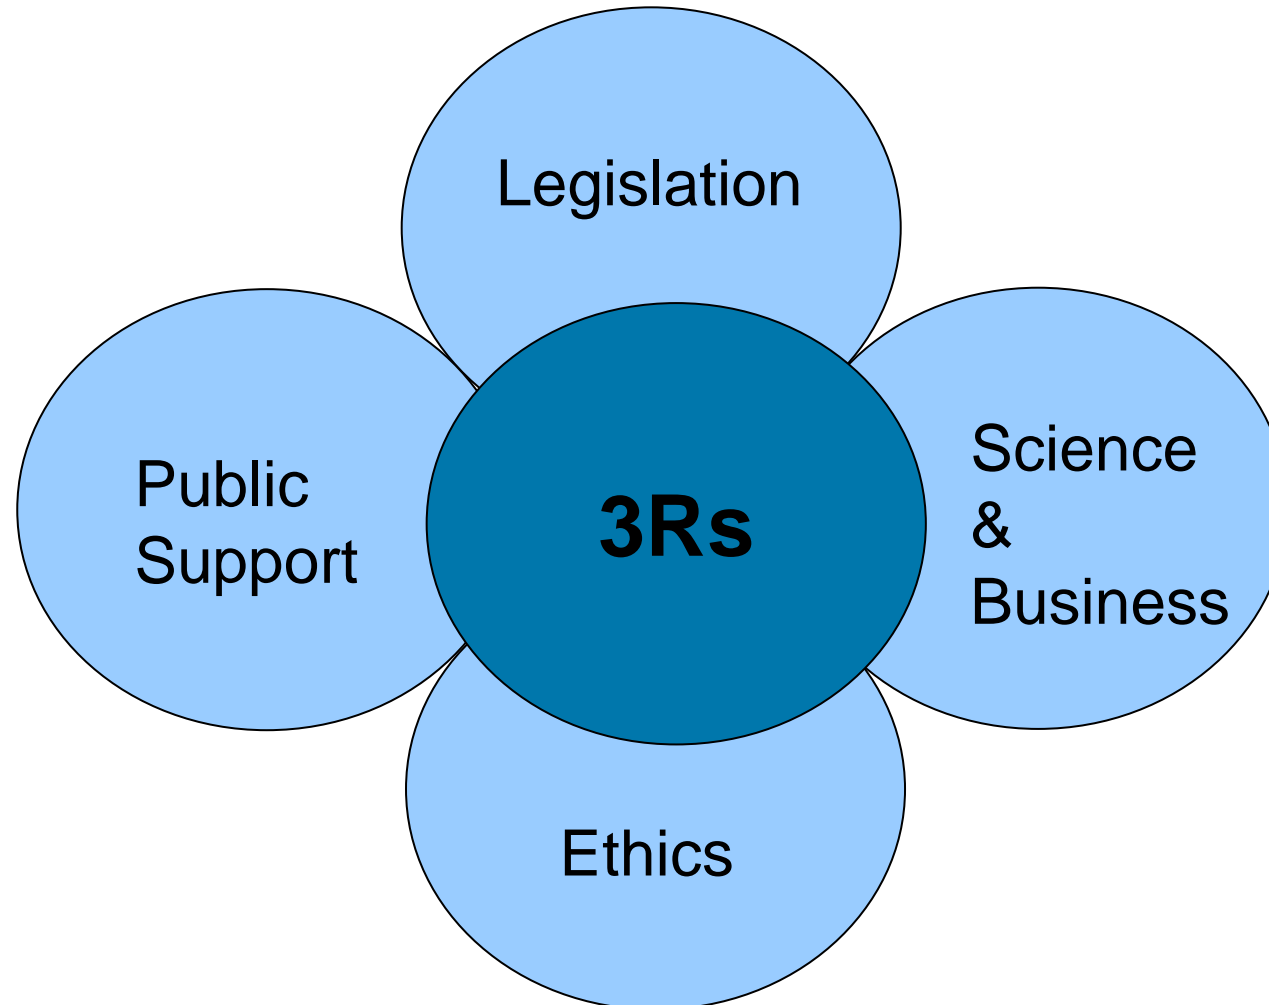 Legislation
Public
Support
3Rs
Science
&
Business
Ethics